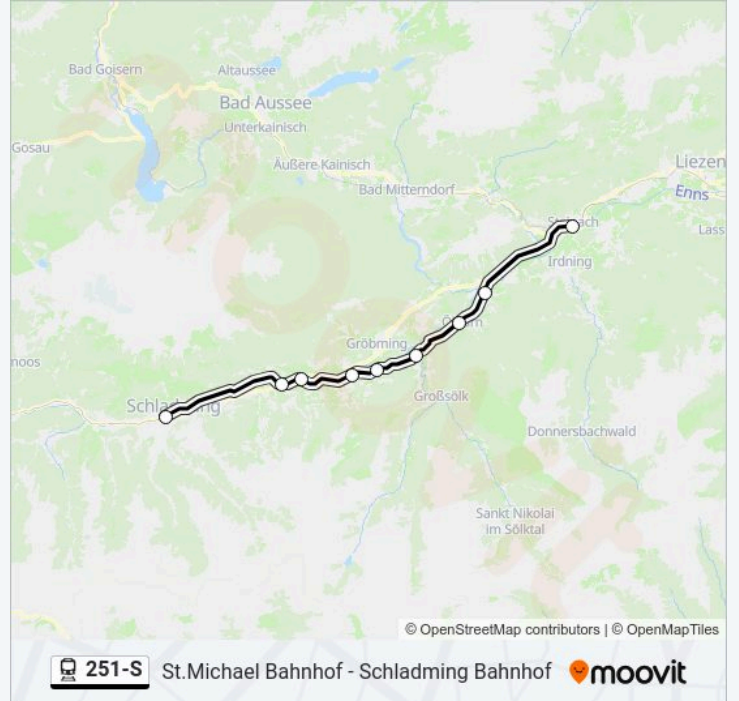 Bad Goisern
Altaussee
Bad Aussee
Unterkainisch
Gosau
Äußere Kainisch
Liezen
Bad Mitterndorf
Enns
Lass
Irdning
Gröbming
noos
Großsölk
Donnersbachwald
Sankt Nikolai
im Sölktal
© OpenStreetMap contributors | © OpenMapTiles
251-S St.Michael Bahnhof - Schladming Bahnhof moovit